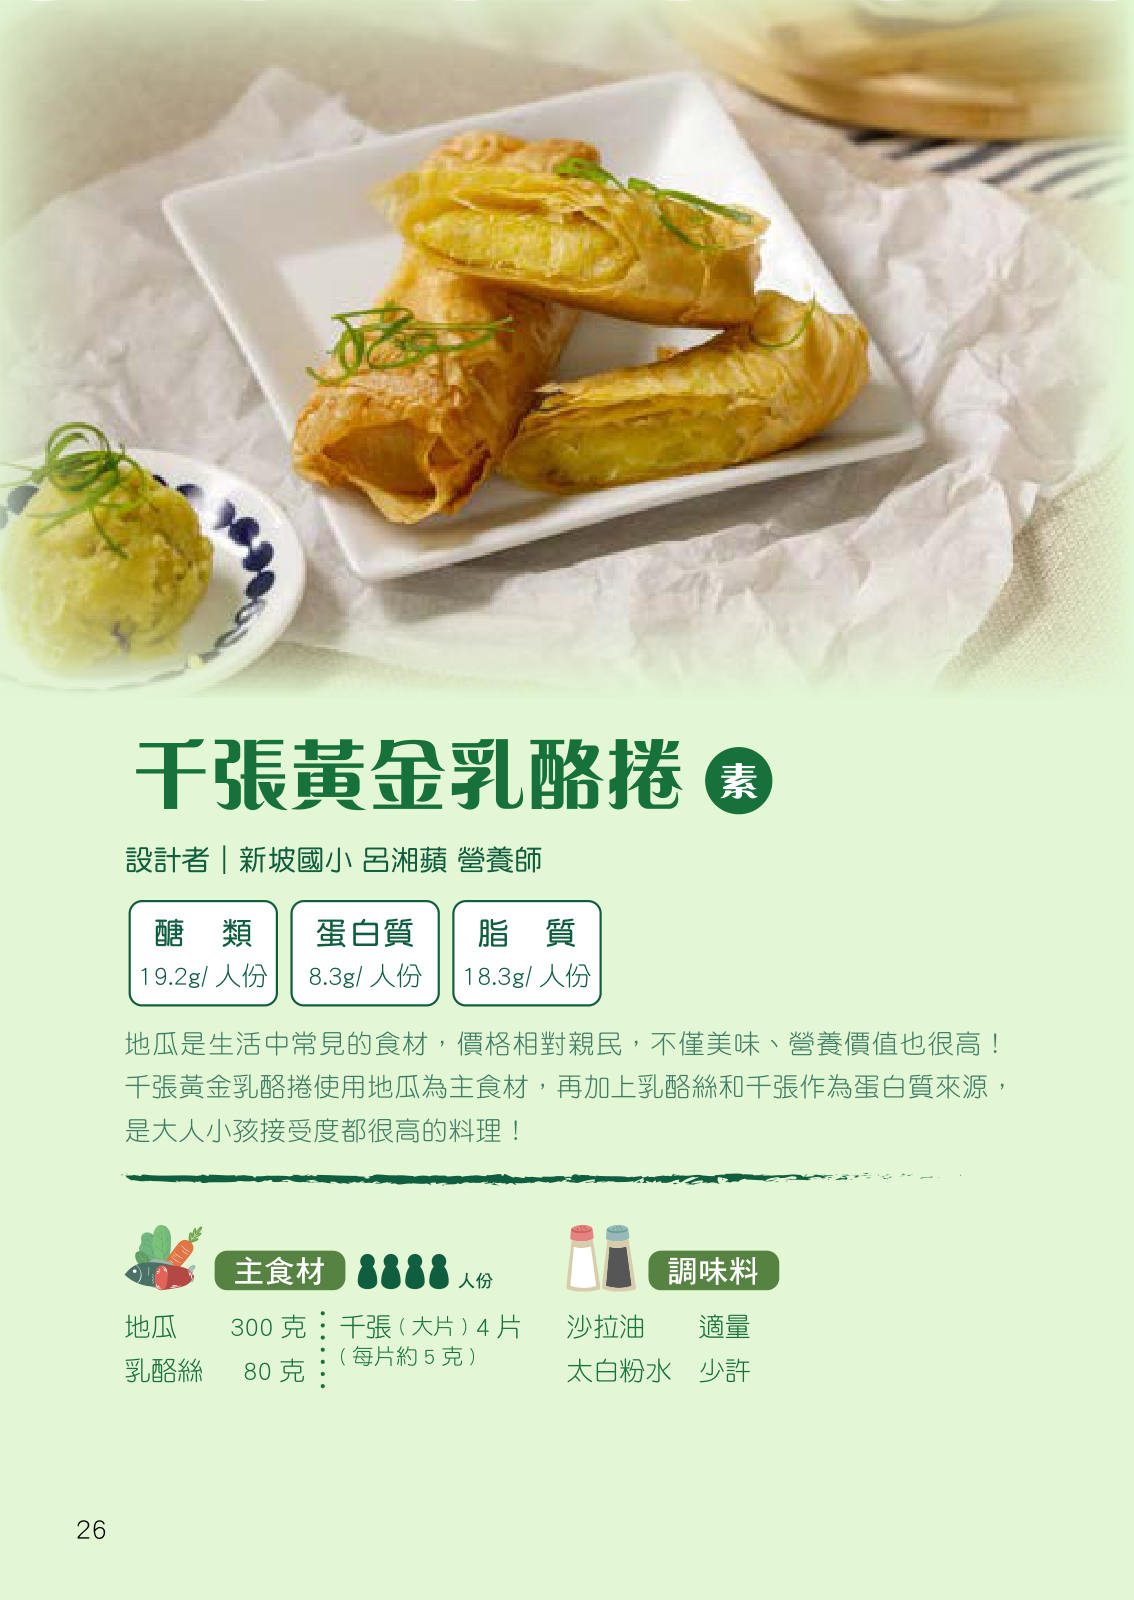 千張黃金乳酪捲 素
設計者｜新坡國小 呂湘蘋 營養師
醣　類 蛋白質 脂　質
19.2g/ 人份 8.3g/ 人份 18.3g/ 人份
地瓜是生活中常見的食材，價格相對親民，不僅美味、營養價值也很高！
千張黃金乳酪捲使用地瓜為主食材，再加上乳酪絲和千張作為蛋白質來源，
是大人小孩接受度都很高的料理！
主食材 人份 調味料
地瓜 300 克 千張（大片）4 片 沙拉油 適量
（每片約 5 克）
乳酪絲 80 克 太白粉水 少許
26